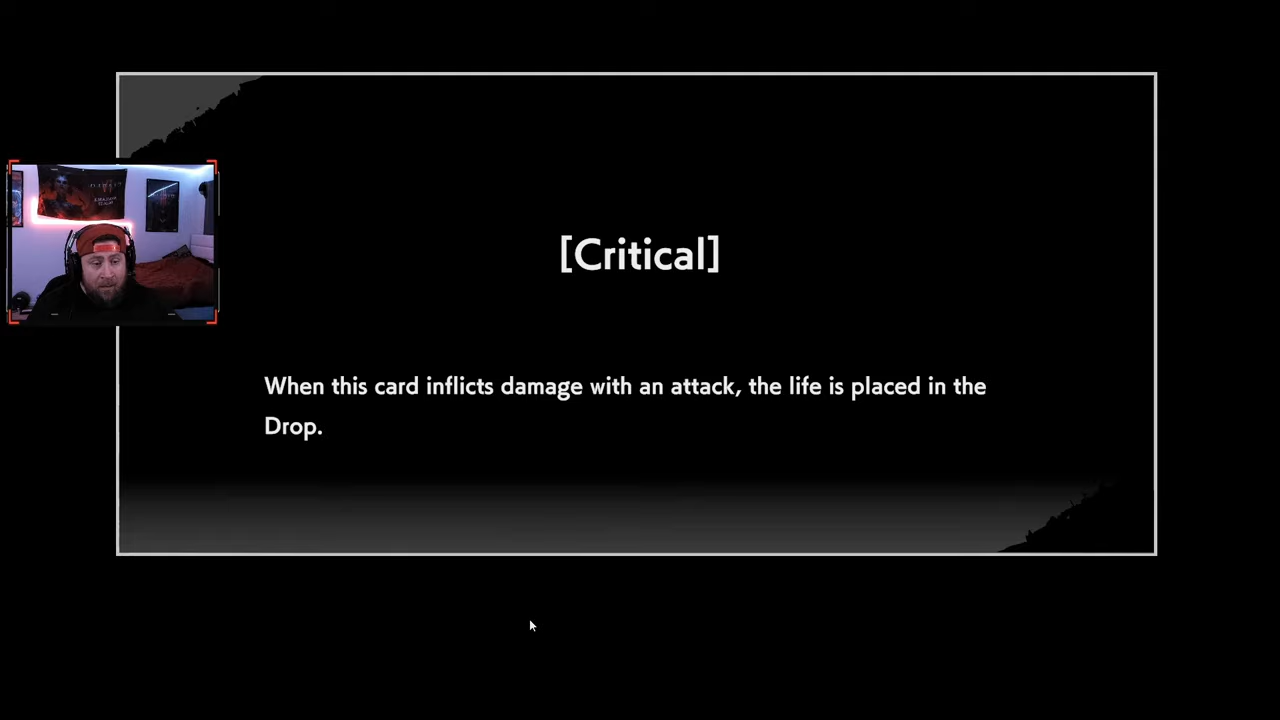 [Critical]
When this card inflicts damage with an attack, the life is placed in the
Drop.